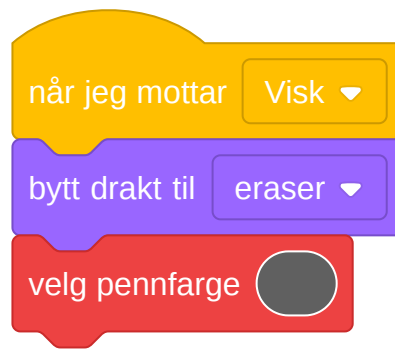 når jeg mottar Visk
bytt drakt til eraser
velg pennfarge